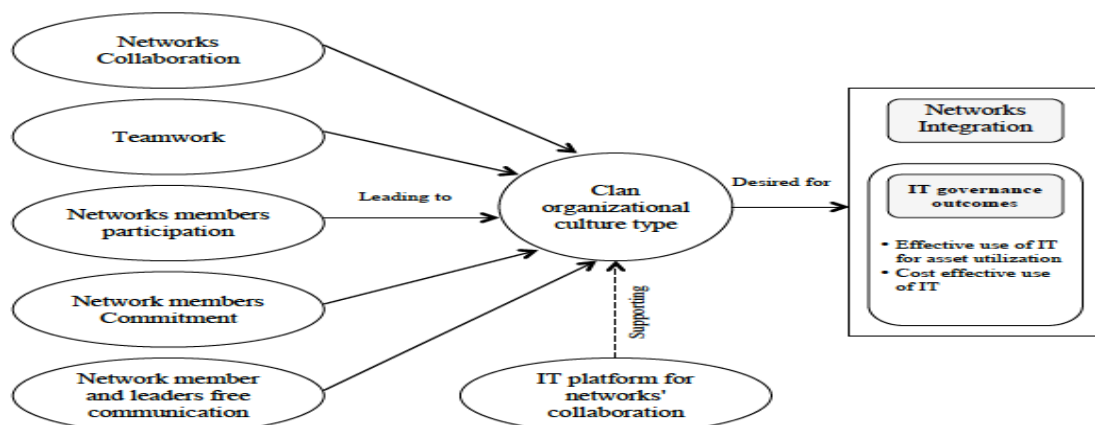 Networks
Collaboration
Teamwork
Networks members
participation
Network members
Commitment
Network member
and leaders free
communication
Leading to
Clan
organizational
culture type
Supporting
IT platform for
networks'
collaboration
Desired for
Networks
Integration
IT governance
outcomes
• Effective use of IT
for asset utilization
• Cost effective use
of IT